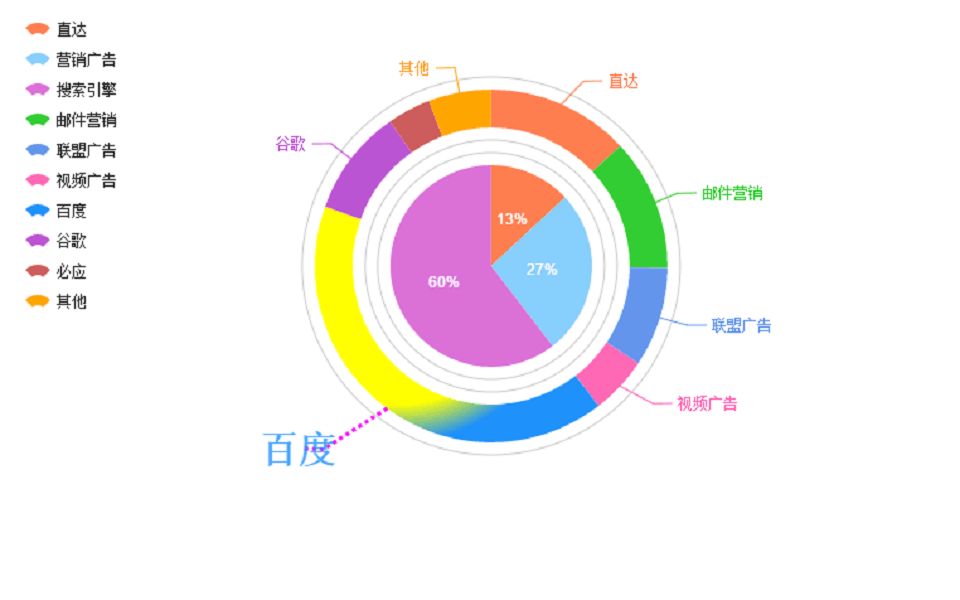 直达
营销广告
搜索引擎
邮件营销
联盟广告
视频广告
百度
谷歌
必应
其他
其他
直达
谷歌
邮件营销
13%
27%
60%
联盟广告
视频广告
百度